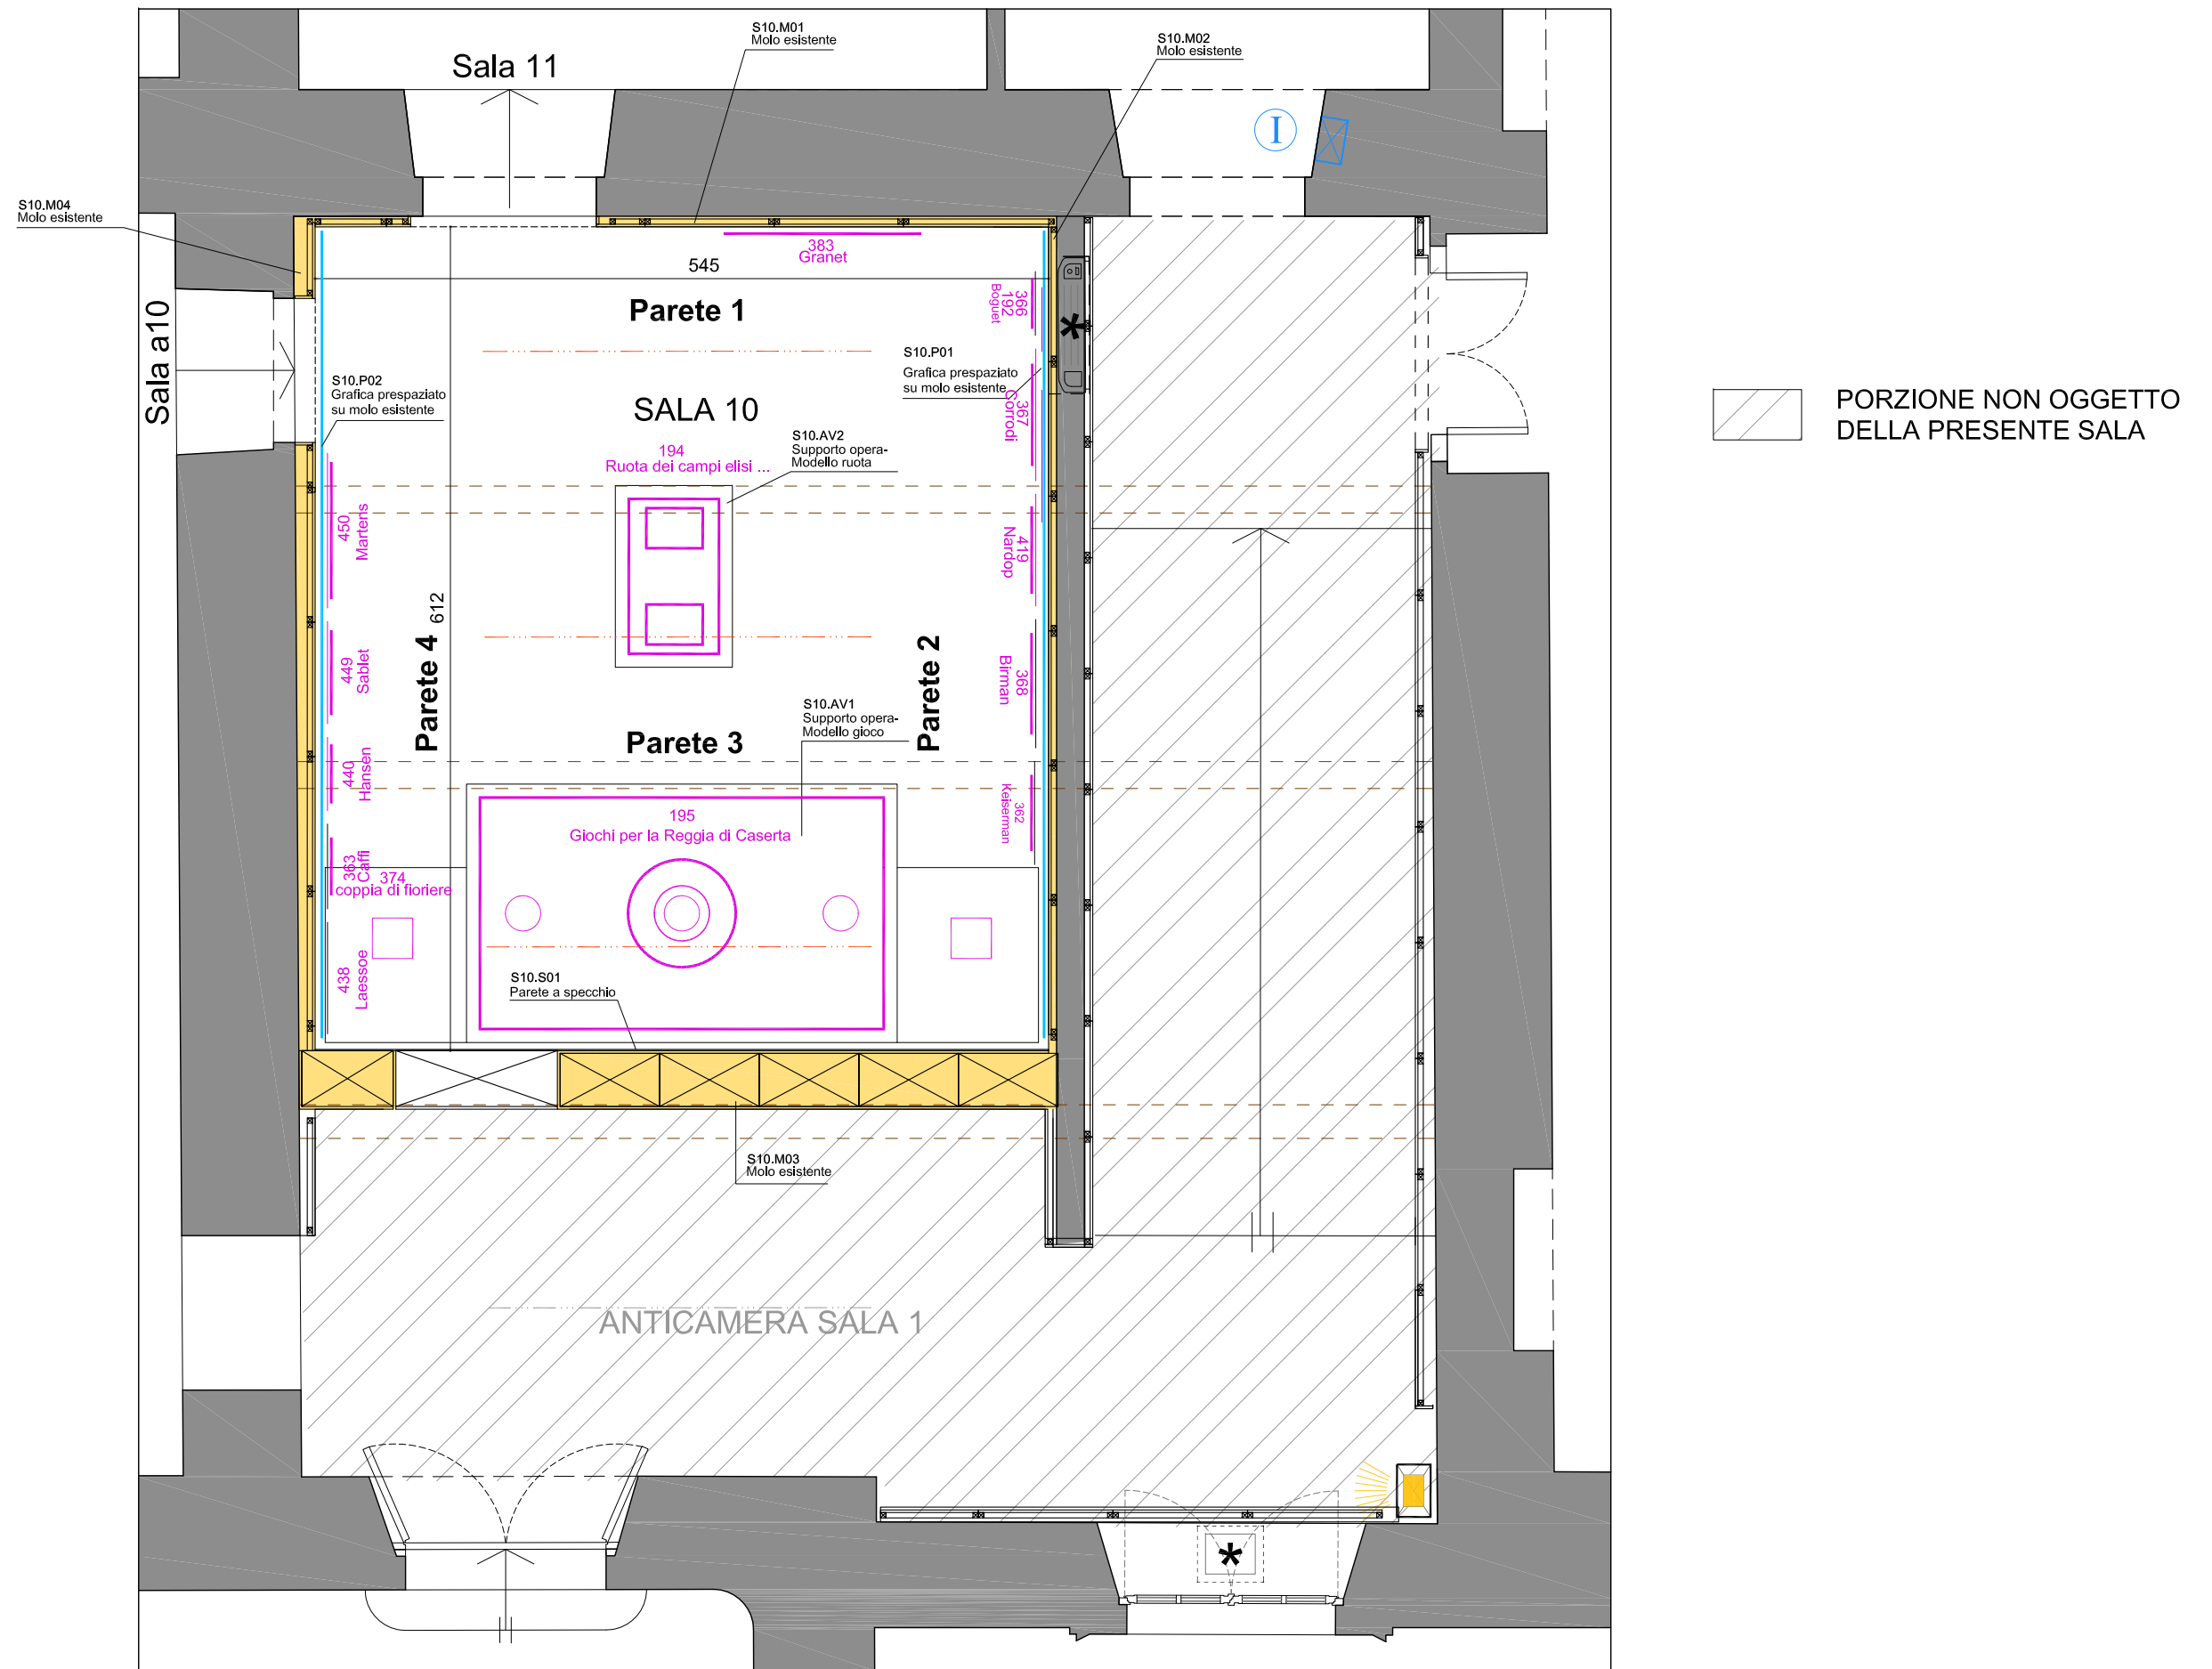 S10.M01
Molo esistente
S10.M02
Molo esistente
Sala 11
I
S10.M04
Molo esistente
383
Granet
545
Parete 1
366
192
Boguet
*
Sala a10
S10.P01
Grafica prespaziato
su molo esistente
S10.P02
Grafica prespaziato
su molo esistente
367
Corrodi
PORZIONE NON OGGETTO
DELLA PRESENTE SALA
SALA 10
S10.AV2
Supporto opera-
Modello ruota
194
Ruota dei campi elisi ...
450
Martens
419
Nardop
612
Parete 4
449
Sablet
Parete 2
368
Birman
S10.AV1
Supporto opera-
Modello gioco
Parete 3
440
Hansen
362
Keiserman
195
Giochi per la Reggia di Caserta
363
Caffi
374
coppia di fioriere
438
Laessoe
S10.S01
Parete a specchio
S10.M03
Molo esistente
ANTICAMERA SALA 1
*